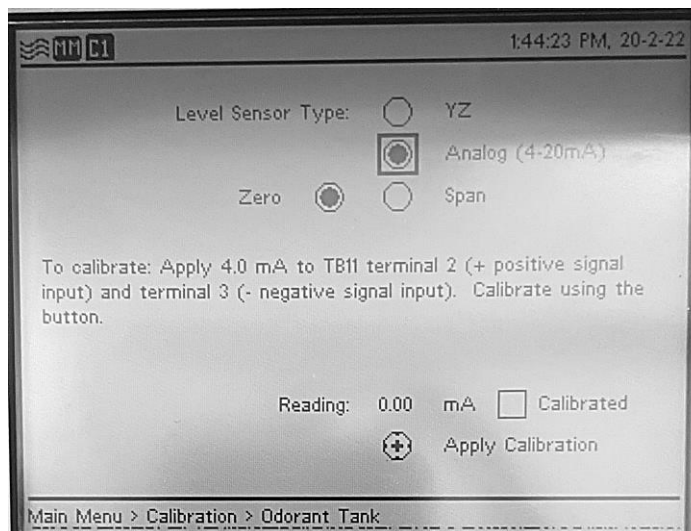 MM C1 1:44:23 PM, 20-2-22
Level Sensor Type: YZ
Analog (4-20mA)
Zero Span
To calibrate: Apply 4.0 mA to TB11 terminal 2 (+ positive signal
input) and terminal 3 (- negative signal input). Calibrate using the
button.
Reading: 0.00 mA Calibrated
Apply Calibration
Main Menu > Calibration > Odorant Tank